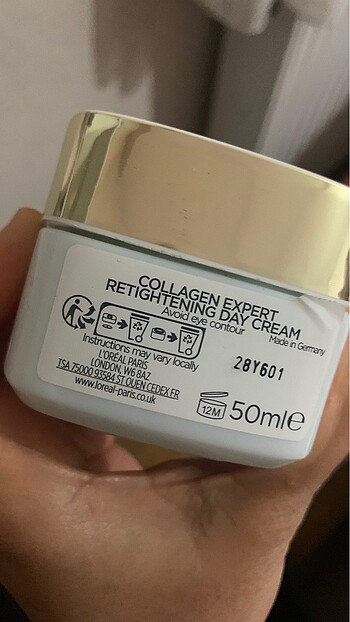 COLLAGEN EXPERT
RETIGHTENING DAY CREAM
Avoid eye contour
Made in Germany
Instructions may vary locally
L'ORÉAL PARIS
LONDON, W6 8AZ
TSA 75000 93584 ST OUEN CEDEX FR
www.loreal-paris.co.uk
28Y601
12M
50ml e